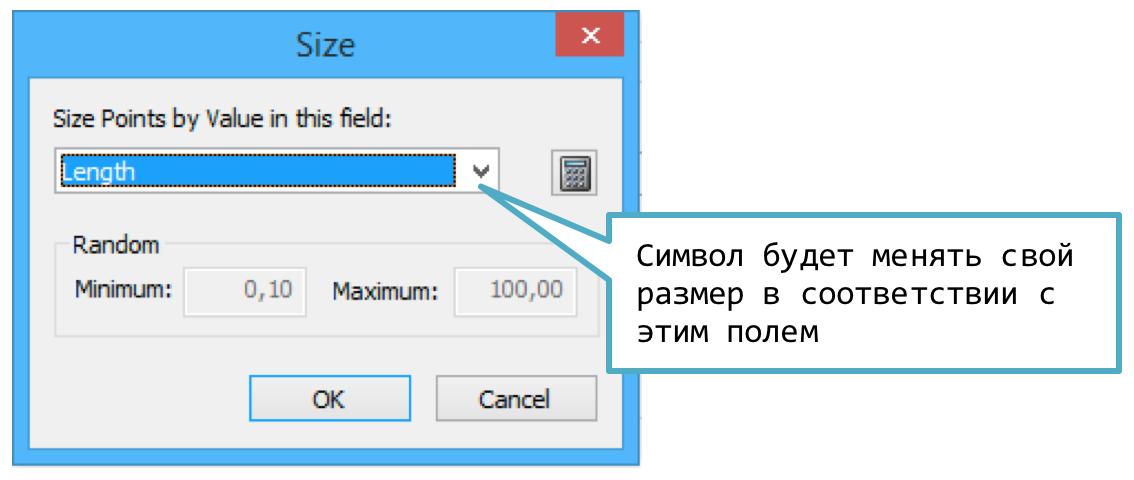 Size
Size Points by Value in this field:
Length
Random
Minimum: 0,10 Maximum: 100,00
OK Cancel
Символ будет менять свой
размер в соответствии с
этим полем